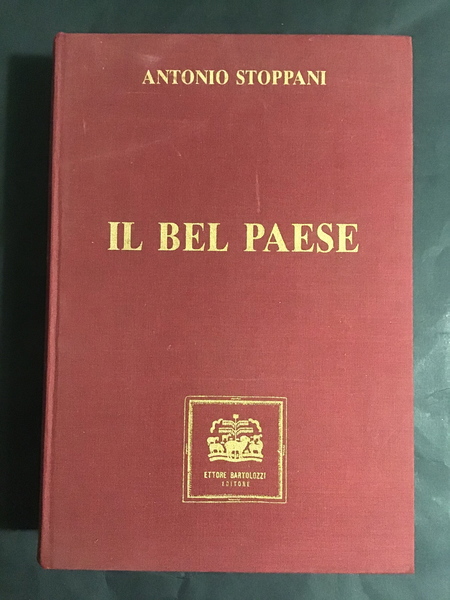 ANTONIO STOPPANI
IL BEL PAESE
ETTORE BARTOLOZZI
EDITORE